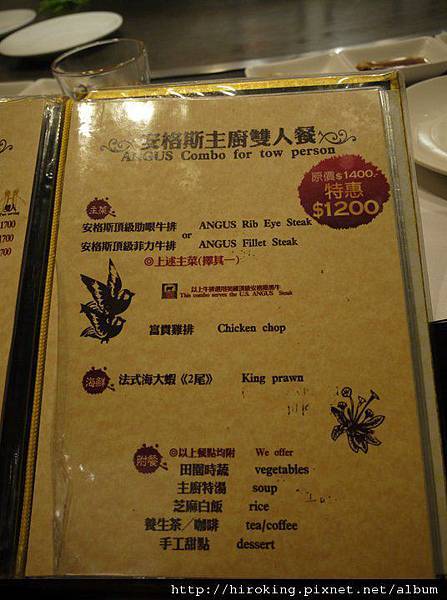 安格斯主廚雙人餐
ANGUS Combo for tow person
原價$1400
特惠
$1200
主菜
安格斯頂級肋眼牛排 ANGUS Rib Eye Steak
or
安格斯頂級菲力牛排 ANGUS Fillet Steak
◎上述主菜(擇其一)
以上牛排選用美國頂級安格斯黑牛
This combo serves the U.S. ANGUS Steak
富貴雞排 Chicken chop
海鮮 法式海大蝦《2尾》 King prawn
附餐 ◎以上餐點均附 We offer
田園時蔬 vegetables
主廚特湯 soup
芝麻白飯 rice
養生茶／咖啡 tea/coffee
手工甜點 dessert
http://hiroking.pixnet.net/album